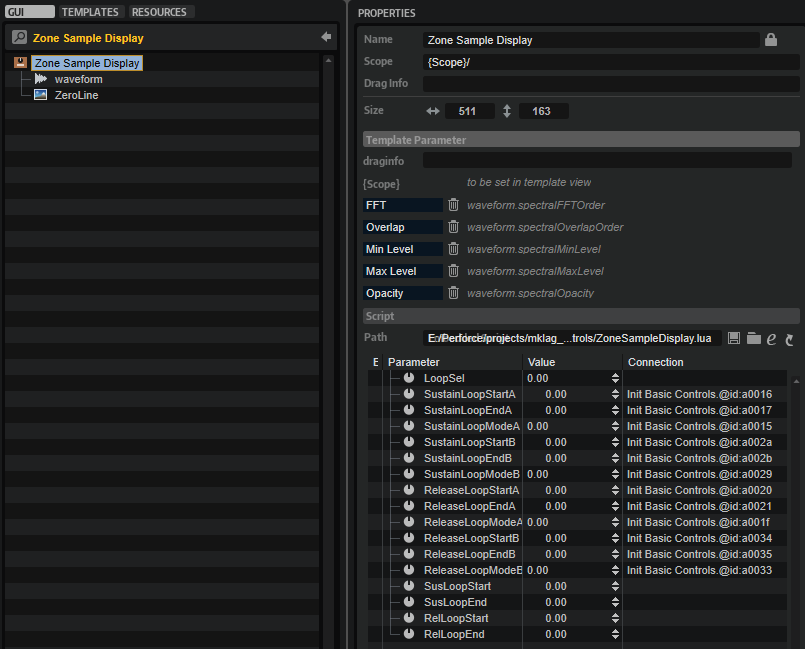 GUI TEMPLATES RESOURCES
Zone Sample Display
Zone Sample Display
waveform
ZeroLine
PROPERTIES
Name Zone Sample Display
Scope {Scope}/
Drag Info
Size 511 163
Template Parameter
draginfo
{Scope} to be set in template view
FFT waveform.spectralFFTOrder
Overlap waveform.spectralOverlapOrder
Min Level waveform.spectralMinLevel
Max Level waveform.spectralMaxLevel
Opacity waveform.spectralOpacity
Script
Path E:/Perforce/projects/mklag_...trols/ZoneSampleDisplay.lua
E Parameter Value Connection
LoopSel 0.00
SustainLoopStartA 0.00 Init Basic Controls.@id:a0016
SustainLoopEndA 0.00 Init Basic Controls.@id:a0017
SustainLoopModeA 0.00 Init Basic Controls.@id:a0015
SustainLoopStartB 0.00 Init Basic Controls.@id:a002a
SustainLoopEndB 0.00 Init Basic Controls.@id:a002b
SustainLoopModeB 0.00 Init Basic Controls.@id:a0029
ReleaseLoopStartA 0.00 Init Basic Controls.@id:a0020
ReleaseLoopEndA 0.00 Init Basic Controls.@id:a0021
ReleaseLoopModeA 0.00 Init Basic Controls.@id:a001f
ReleaseLoopStartB 0.00 Init Basic Controls.@id:a0034
ReleaseLoopEndB 0.00 Init Basic Controls.@id:a0035
ReleaseLoopModeB 0.00 Init Basic Controls.@id:a0033
SusLoopStart 0.00
SusLoopEnd 0.00
RelLoopStart 0.00
RelLoopEnd 0.00